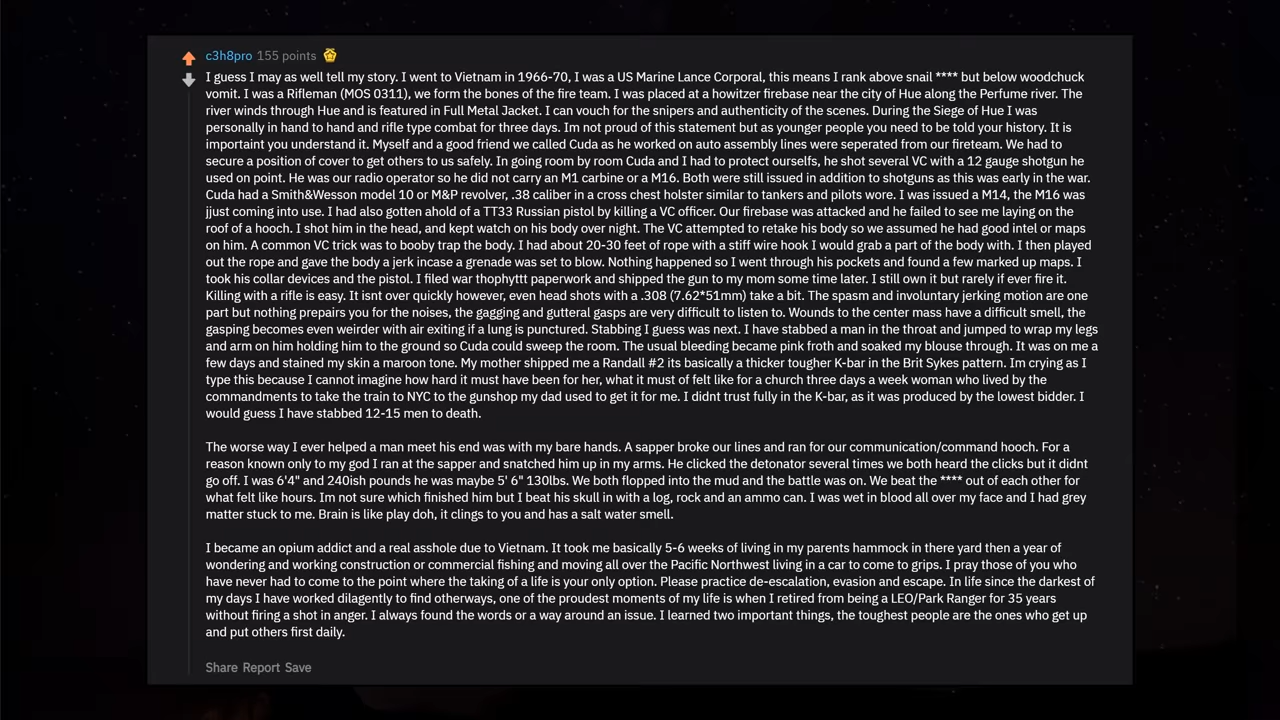 c3h8pro 155 points
I guess I may as well tell my story. I went to Vietnam in 1966-70, I was a US Marine Lance Corporal, this means I rank above snail **** but below woodchuck
vomit. I was a Rifleman (MOS 0311), we form the bones of the fire team. I was placed at a howitzer firebase near the city of Hue along the Perfume river. The
river winds through Hue and is featured in Full Metal Jacket. I can vouch for the snipers and authenticity of the scenes. During the Siege of Hue I was
personally in hand to hand and rifle type combat for three days. Im not proud of this statement but as younger people you need to be told your history. It is
importaint you understand it. Myself and a good friend we called Cuda as he worked on auto assembly lines were seperated from our fireteam. We had to
secure a position of cover to get others to us safely. In going room by room Cuda and I had to protect ourselfs, he shot several VC with a 12 gauge shotgun he
used on point. He was our radio operator so he did not carry an M1 carbine or a M16. Both were still issued in addition to shotguns as this was early in the war.
Cuda had a Smith&Wesson model 10 or M&P revolver, .38 caliber in a cross chest holster similar to tankers and pilots wore. I was issued a M14, the M16 was
jjust coming into use. I had also gotten ahold of a TT33 Russian pistol by killing a VC officer. Our firebase was attacked and he failed to see me laying on the
roof of a hooch. I shot him in the head, and kept watch on his body over night. The VC attempted to retake his body so we assumed he had good intel or maps
on him. A common VC trick was to booby trap the body. I had about 20-30 feet of rope with a stiff wire hook I would grab a part of the body with. I then played
out the rope and gave the body a jerk incase a grenade was set to blow. Nothing happened so I went through his pockets and found a few marked up maps. I
took his collar devices and the pistol. I filed war thophyttt paperwork and shipped the gun to my mom some time later. I still own it but rarely if ever fire it.
Killing with a rifle is easy. It isnt over quickly however, even head shots with a .308 (7.62*51mm) take a bit. The spasm and involuntary jerking motion are one
part but nothing prepairs you for the noises, the gagging and gutteral gasps are very difficult to listen to. Wounds to the center mass have a difficult smell, the
gasping becomes even weirder with air exiting if a lung is punctured. Stabbing I guess was next. I have stabbed a man in the throat and jumped to wrap my legs
and arm on him holding him to the ground so Cuda could sweep the room. The usual bleeding became pink froth and soaked my blouse through. It was on me a
few days and stained my skin a maroon tone. My mother shipped me a Randall #2 its basically a thicker tougher K-bar in the Brit Sykes pattern. Im crying as I
type this because I cannot imagine how hard it must have been for her, what it must of felt like for a church three days a week woman who lived by the
commandments to take the train to NYC to the gunshop my dad used to get it for me. I didnt trust fully in the K-bar, as it was produced by the lowest bidder. I
would guess I have stabbed 12-15 men to death.
The worse way I ever helped a man meet his end was with my bare hands. A sapper broke our lines and ran for our communication/command hooch. For a
reason known only to my god I ran at the sapper and snatched him up in my arms. He clicked the detonator several times we both heard the clicks but it didnt
go off. I was 6'4" and 240ish pounds he was maybe 5' 6" 130lbs. We both flopped into the mud and the battle was on. We beat the **** out of each other for
what felt like hours. Im not sure which finished him but I beat his skull in with a log, rock and an ammo can. I was wet in blood all over my face and I had grey
matter stuck to me. Brain is like play doh, it clings to you and has a salt water smell.
I became an opium addict and a real asshole due to Vietnam. It took me basically 5-6 weeks of living in my parents hammock in there yard then a year of
wondering and working construction or commercial fishing and moving all over the Pacific Northwest living in a car to come to grips. I pray those of you who
have never had to come to the point where the taking of a life is your only option. Please practice de-escalation, evasion and escape. In life since the darkest of
my days I have worked dilagently to find otherways, one of the proudest moments of my life is when I retired from being a LEO/Park Ranger for 35 years
without firing a shot in anger. I always found the words or a way around an issue. I learned two important things, the toughest people are the ones who get up
and put others first daily.
Share Report Save